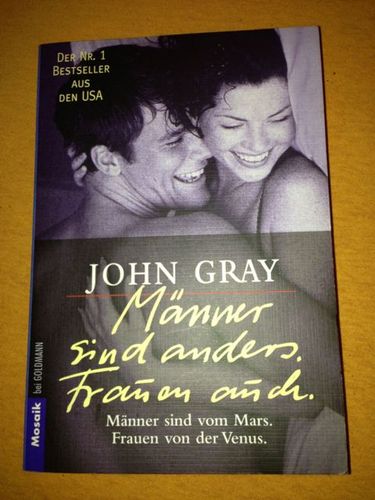 DER NR. 1
BESTSELLER
AUS
DEN USA
JOHN GRAY
Männer
sind anders.
Frauen auch.
Männer sind vom Mars.
Frauen von der Venus.
Mosaik bei GOLDMANN